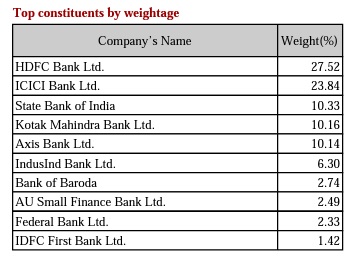 Top constituents by weightage
Company's Name Weight(%)
HDFC Bank Ltd. 27.52
ICICI Bank Ltd. 23.84
State Bank of India 10.33
Kotak Mahindra Bank Ltd. 10.16
Axis Bank Ltd. 10.14
IndusInd Bank Ltd. 6.30
Bank of Baroda 2.74
AU Small Finance Bank Ltd. 2.49
Federal Bank Ltd. 2.33
IDFC First Bank Ltd. 1.42